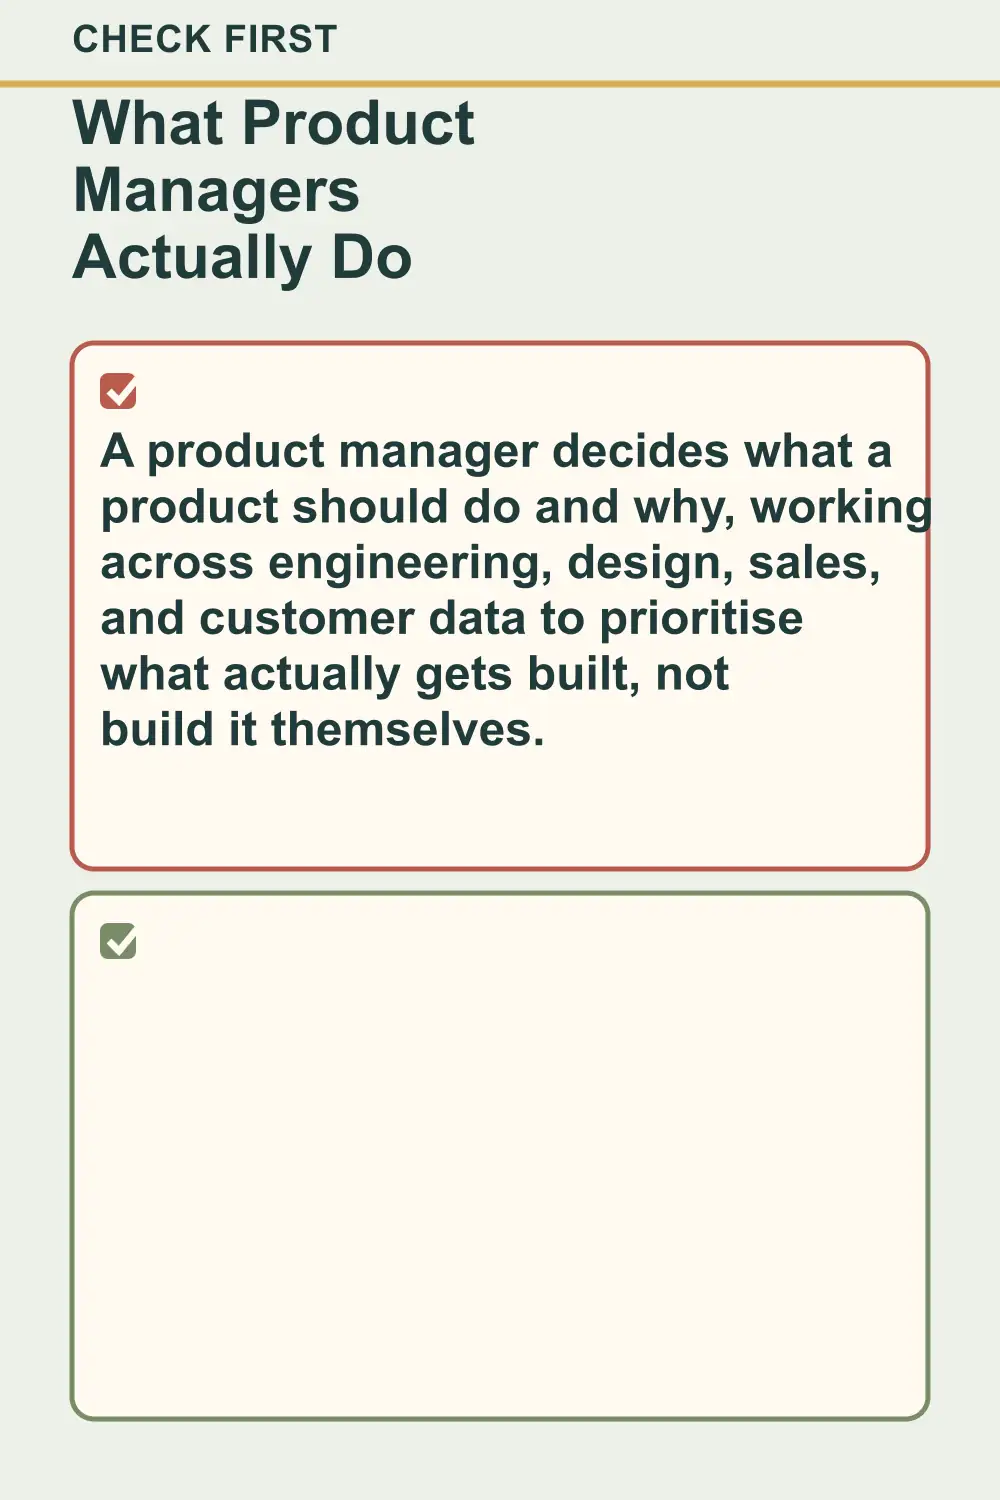 CHECK FIRST
What Product
Managers
Actually Do
A product manager decides what a
product should do and why, working
across engineering, design, sales,
and customer data to prioritise
what actually gets built, not
build it themselves.